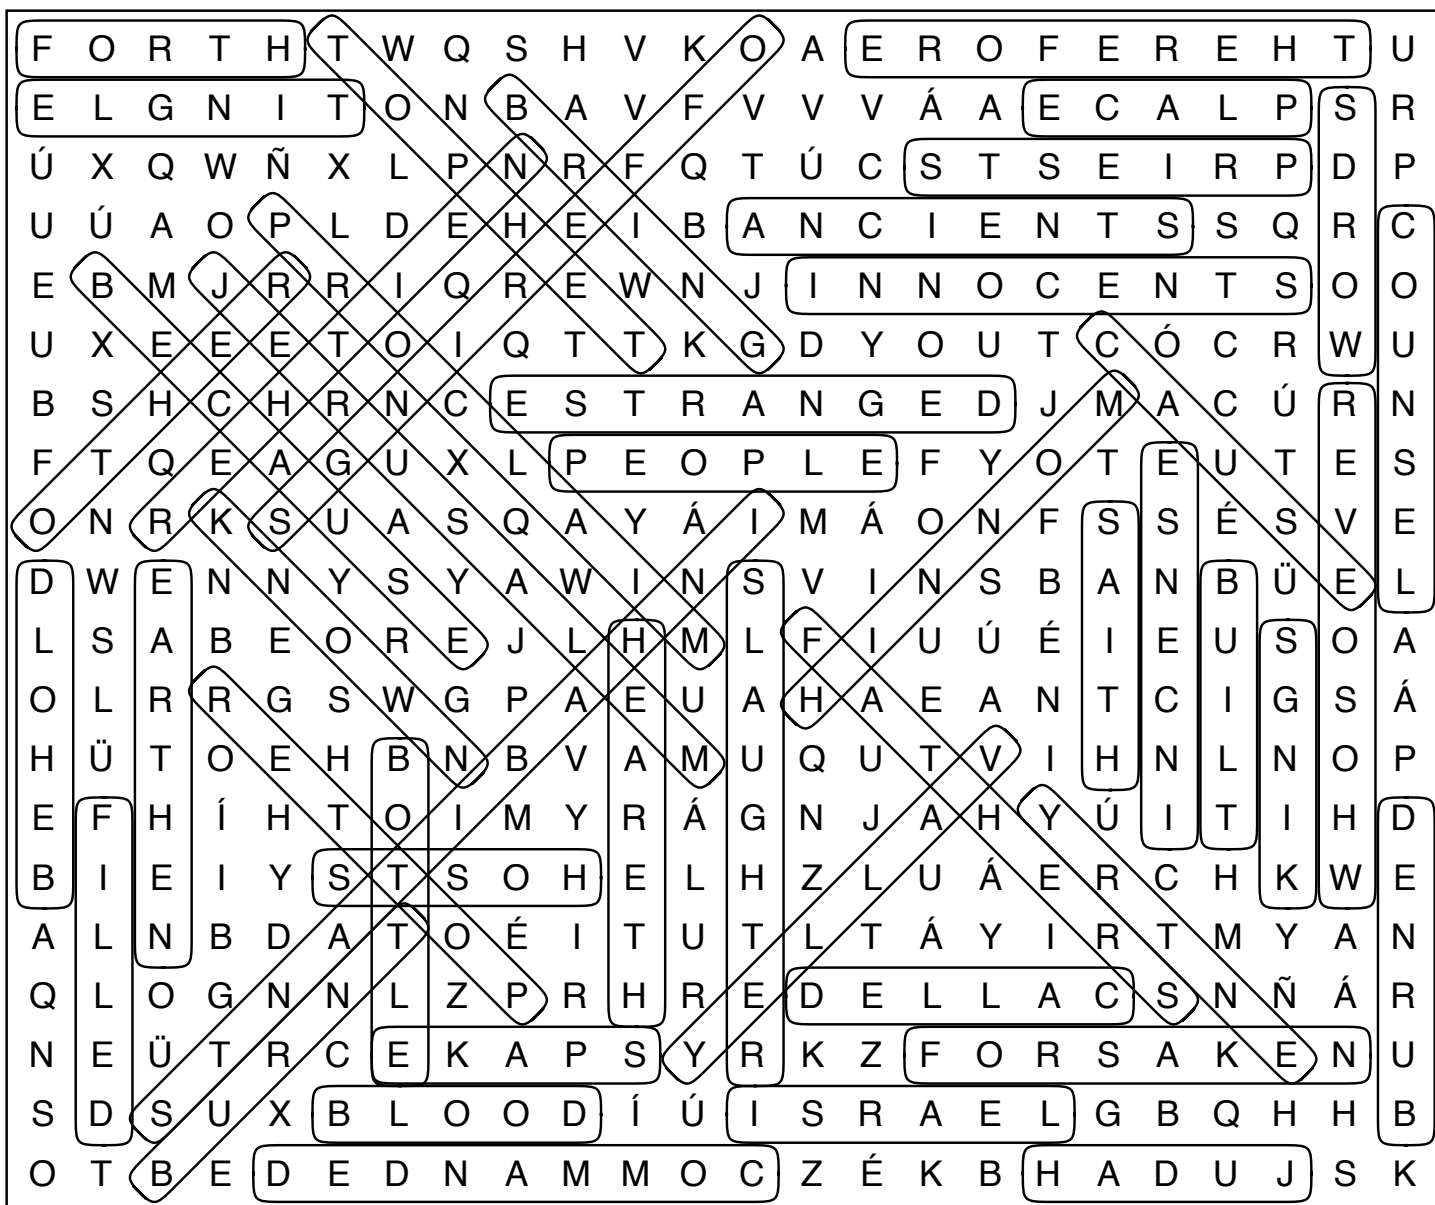 F O R T H T W Q S H V K O A E R O F E R E H T U
E L G N I T O N B A V F V V V Á A E C A L P S R
Ú X Q W Ñ X L P N R F Q T Ú C S T S E I R P D P
U Ú A O P L D E H E I B A N C I E N T S S Q R C
E B M J R R I Q R E W N J I N N O C E N T S O O
U X E E E T O I Q T T K G D Y O U T C Ó C R W U
B S H C H R N C E S T R A N G E D J M A C Ú R N
F T Q E A G U X L P E O P L E F Y O T E U T E S
O N R K S U A S Q A Y Á I M Á O N F S S É S V E
D W E N N Y S Y A W I N S V I N S B A N B Ü E L
L S A B E O R E J L H M L F I U Ú É I E U S O A
O L R R G S W G P A E U A H A E A N T C I G S Á
H Ü T O E H B N B V A M U Q U T V I H N L N O P
E F H Í H T O I M Y R Á G N J A H Y Ú I T I H D
B I E I Y S T S O H E L H Z L U Á E R C H K W E
A L N B D A T O É I T U T L T Á Y I R T M Y A N
Q L O G N N L Z P R H R E D E L L A C S N Ñ Á R
N E Ü T R C E K A P S Y R K Z F O R S A K E N U
S D S U X B L O O D Í Ú I S R A E L G B Q H H B
O T B E D E D N A M M O C Z É K B H A D U J S K